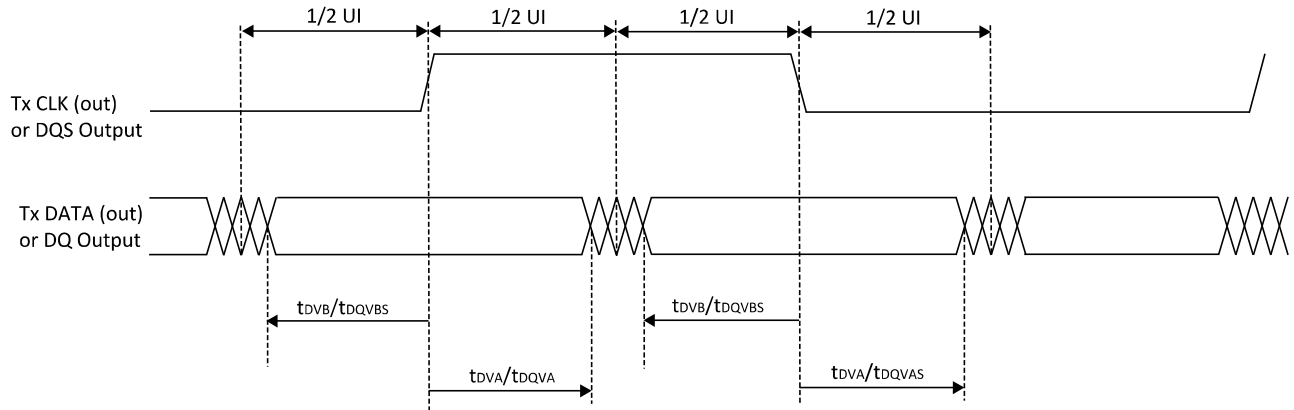 1/2 UI
1/2 UI
1/2 UI
1/2 UI
Tx CLK (out)
or DQS Output
Tx DATA (out)
or DQ Output
tDVB/tDQVBS
tDVB/tDQVBS
tDVA/tDQVA
tDVA/tDQVAS